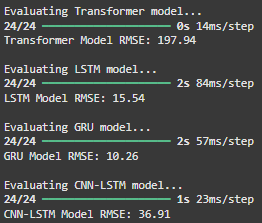 Evaluating Transformer model...
24/24 ━━━━━━━━━━━━━━━━━━━━ 0s 14ms/step
Transformer Model RMSE: 197.94
Evaluating LSTM model...
24/24 ━━━━━━━━━━━━━━━━━━━━ 2s 84ms/step
LSTM Model RMSE: 15.54
Evaluating GRU model...
24/24 ━━━━━━━━━━━━━━━━━━━━ 2s 57ms/step
GRU Model RMSE: 10.26
Evaluating CNN-LSTM model...
24/24 ━━━━━━━━━━━━━━━━━━━━ 1s 23ms/step
CNN-LSTM Model RMSE: 36.91